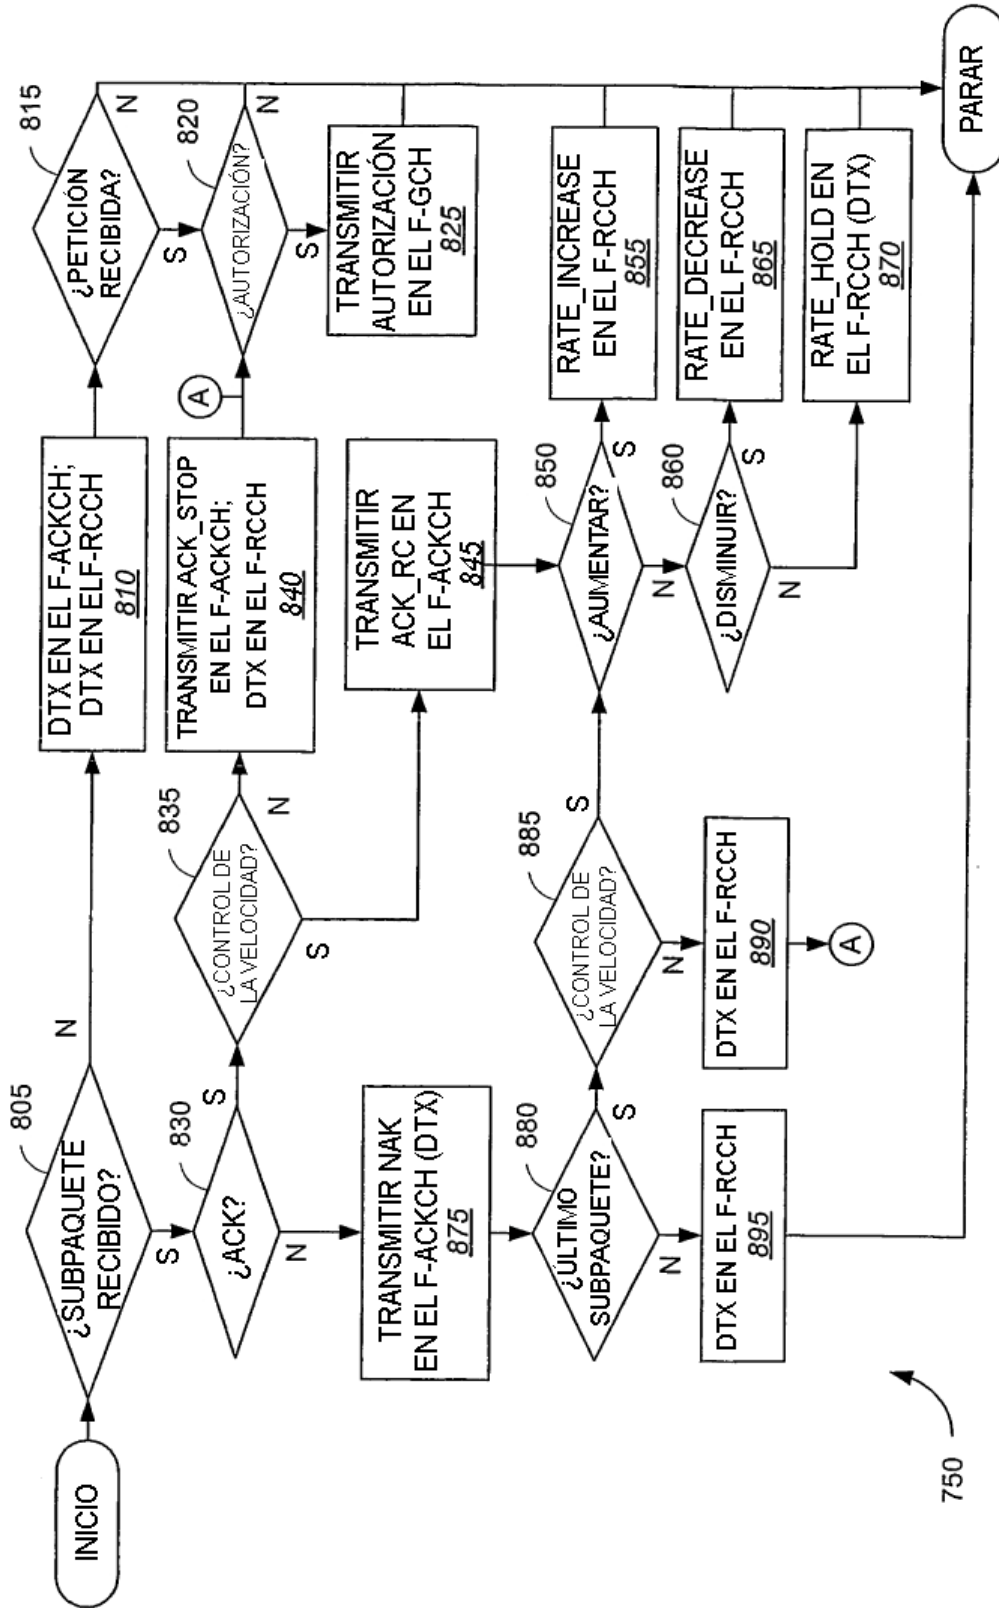 INICIO
805
¿SUBPAQUETE
RECIBIDO?
N
S
DTX EN EL F-ACKCH;
DTX EN ELF-RCCH
810
815
¿PETICIÓN
RECIBIDA?
N
S
820
¿AUTORIZACIÓN?
N
S
TRANSMITIR
AUTORIZACIÓN
EN EL F-GCH
825
830
¿ACK?
S
N
835
¿CONTROL DE
LA VELOCIDAD?
N
S
TRANSMITIR ACK_STOP
EN EL F-ACKCH;
DTX EN EL F-RCCH
840
A
TRANSMITIR
ACK_RC EN
EL F-ACKCH
845
850
¿AUMENTAR?
S
N
RATE_INCREASE
EN EL F-RCCH
855
860
¿DISMINUIR?
S
N
RATE_DECREASE
EN EL F-RCCH
865
RATE_HOLD EN
EL F-RCCH (DTX)
870
TRANSMITIR NAK
EN EL F-ACKCH (DTX)
875
880
¿ÚLTIMO
SUBPAQUETE?
S
N
885
¿CONTROL DE
LA VELOCIDAD?
S
N
DTX EN EL F-RCCH
890
A
DTX EN EL F-RCCH
895
PARAR
750